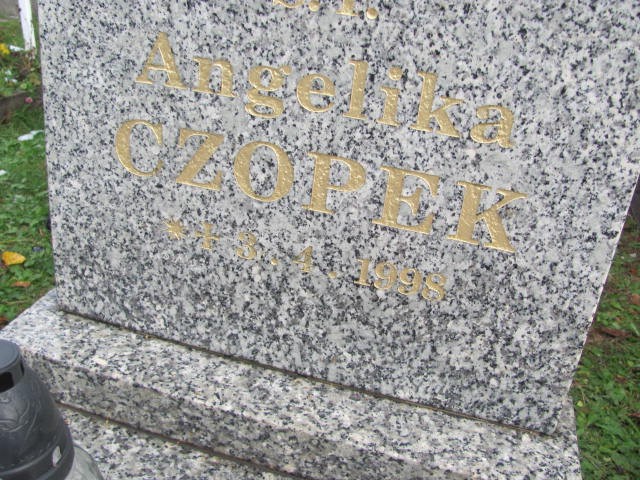 Ś.P.
Angelika
CZOPEK
*+ 3.4.1998